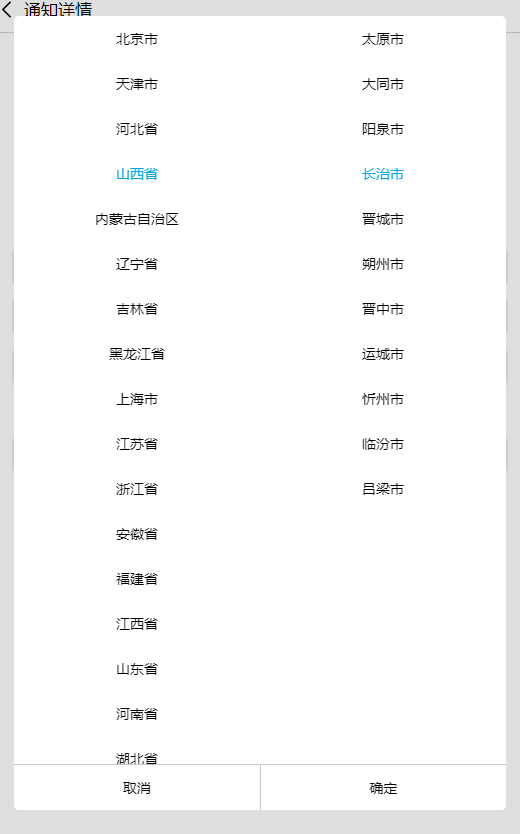 通知详情
北京市 太原市
天津市 大同市
河北省 阳泉市
山西省 长治市
内蒙古自治区 晋城市
辽宁省 朔州市
吉林省 晋中市
黑龙江省 运城市
上海市 忻州市
江苏省 临汾市
浙江省 吕梁市
安徽省
福建省
江西省
山东省
河南省
湖北省
取消 确定